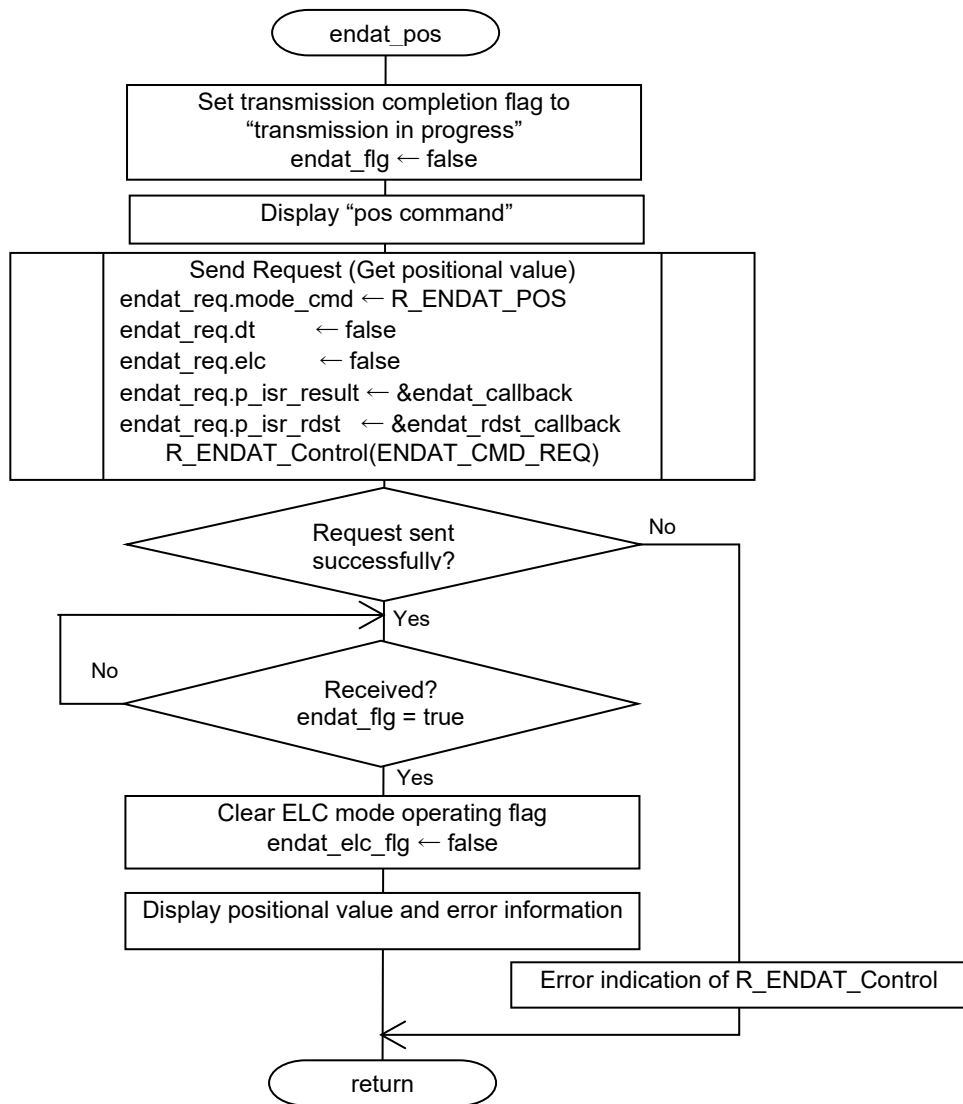 endat_pos
Set transmission completion flag to
“transmission in progress”
endat_flg ← false
Display “pos command”
Send Request (Get positional value)
endat_req.mode_cmd ← R_ENDAT_POS
endat_req.dt ← false
endat_req.elc ← false
endat_req.p_isr_result ← &endat_callback
endat_req.p_isr_rdst ← &endat_rdst_callback
R_ENDAT_Control(ENDAT_CMD_REQ)
Request sent
successfully?
No
Yes
No
Received?
endat_flg = true
Yes
Clear ELC mode operating flag
endat_elc_flg ← false
Display positional value and error information
Error indication of R_ENDAT_Control
return